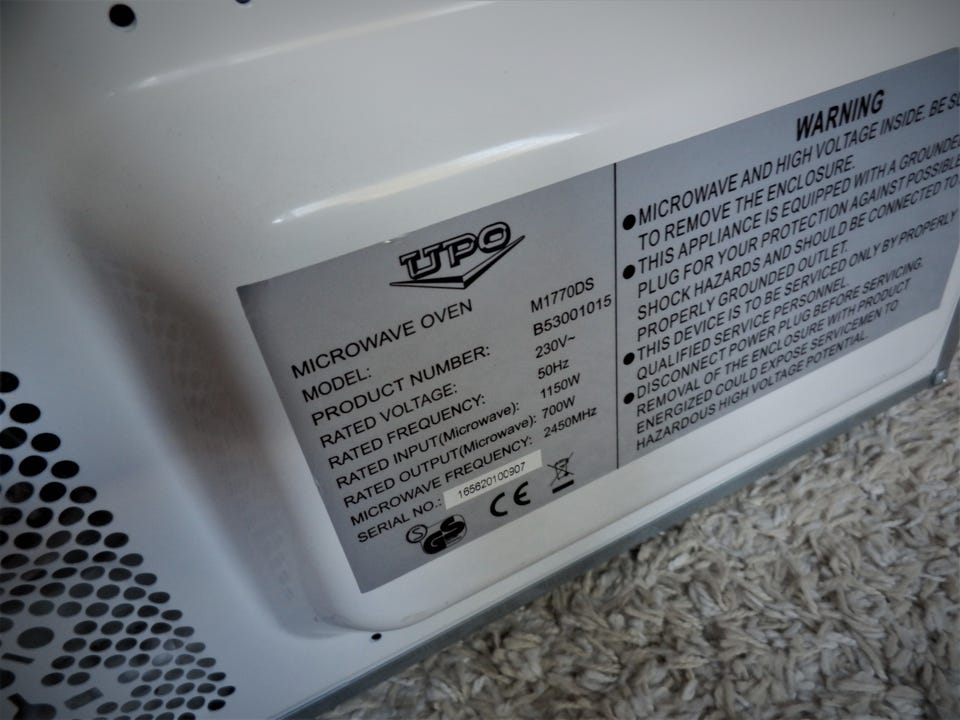 UPO
MICROWAVE OVEN
MODEL: M1770DS
PRODUCT NUMBER: B53001015
RATED VOLTAGE: 230V~
RATED FREQUENCY: 50Hz
RATED INPUT(Microwave): 1150W
RATED OUTPUT(Microwave): 700W
MICROWAVE FREQUENCY: 2450MHz
SERIAL NO.: 165620100907
S GS CE
WARNING
●MICROWAVE AND HIGH VOLTAGE INSIDE. BE
TO REMOVE THE ENCLOSURE.
●THIS APPLIANCE IS EQUIPPED WITH A GROUNDE
PLUG FOR YOUR PROTECTION AGAINST POSSIBLE
SHOCK HAZARDS AND SHOULD BE CONNECTED TO
PROPERLY GROUNDED OUTLET.
●THIS DEVICE IS TO BE SERVICED ONLY BY PROPERLY
QUALIFIED SERVICE PERSONNEL.
●DISCONNECT POWER PLUG BEFORE SERVICING.
REMOVAL OF THE ENCLOSURE WITH PRODUCT
ENERGIZED COULD EXPOSE SERVICEMEN TO
HAZARDOUS HIGH VOLTAGE POTENTIAL.